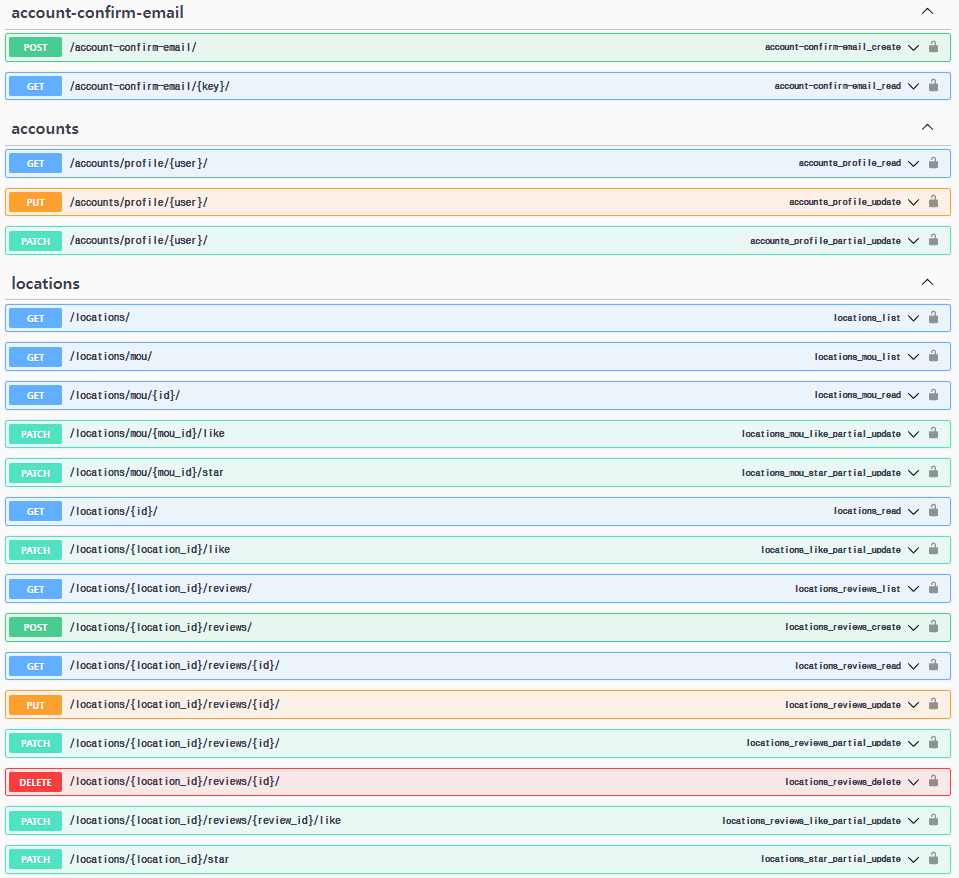 account-confirm-email
POST /account-confirm-email/ account-confirm-email_create
GET /account-confirm-email/{key}/ account-confirm-email_read
accounts
GET /accounts/profile/{user}/ accounts_profile_read
PUT /accounts/profile/{user}/ accounts_profile_update
PATCH /accounts/profile/{user}/ accounts_profile_partial_update
locations
GET /locations/ locations_list
GET /locations/mou/ locations_mou_list
GET /locations/mou/{id}/ locations_mou_read
PATCH /locations/mou/{mou_id}/like locations_mou_like_partial_update
PATCH /locations/mou/{mou_id}/star locations_mou_star_partial_update
GET /locations/{id}/ locations_read
PATCH /locations/{location_id}/like locations_like_partial_update
GET /locations/{location_id}/reviews/ locations_reviews_list
POST /locations/{location_id}/reviews/ locations_reviews_create
GET /locations/{location_id}/reviews/{id}/ locations_reviews_read
PUT /locations/{location_id}/reviews/{id}/ locations_reviews_update
PATCH /locations/{location_id}/reviews/{id}/ locations_reviews_partial_update
DELETE /locations/{location_id}/reviews/{id}/ locations_reviews_delete
PATCH /locations/{location_id}/reviews/{review_id}/like locations_reviews_like_partial_update
PATCH /locations/{location_id}/star locations_star_partial_update